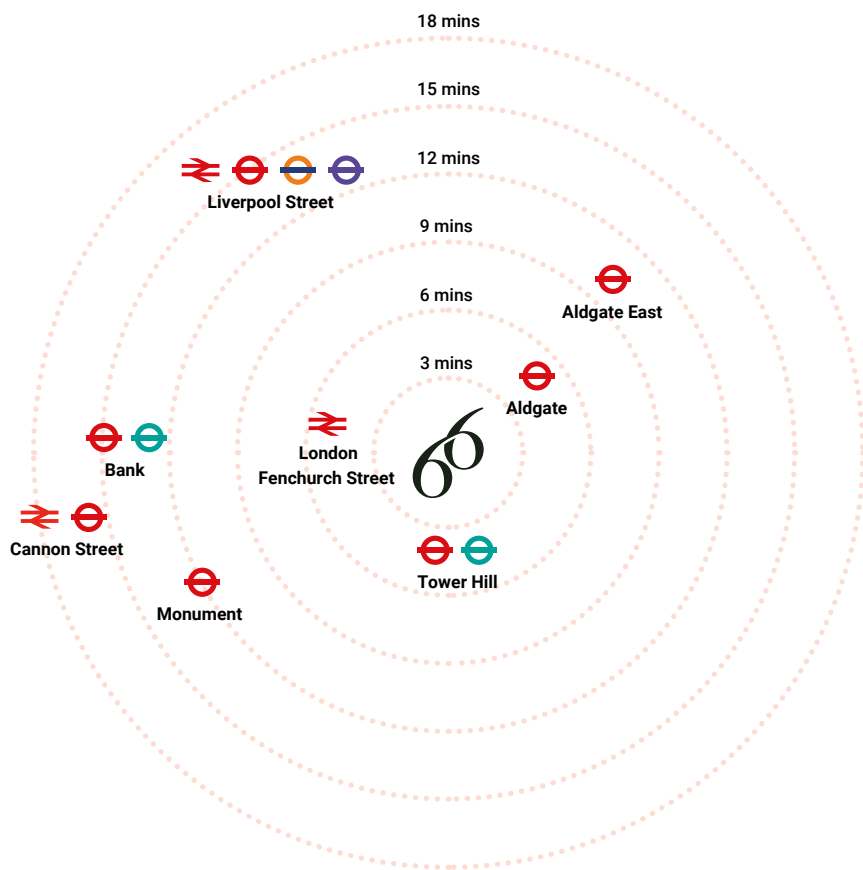 18 mins
15 mins
12 mins
Liverpool Street
9 mins
Aldgate East
6 mins
3 mins
Aldgate
66
London
Fenchurch Street
Bank
Cannon Street
Tower Hill
Monument